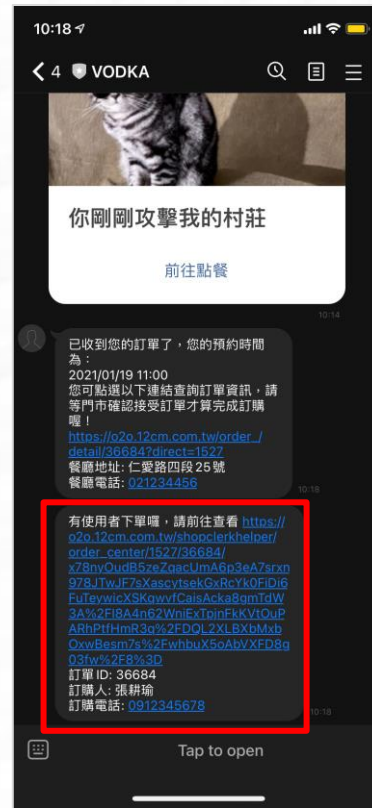 10:18
4 VODKA
你剛剛攻擊我的村莊
前往點餐
10:14
已收到您的訂單了，您的預約時間
為：
2021/01/19 11:00
您可點選以下連結查詢訂單資訊，請
等門市確認接受訂單才算完成訂購
喔！
https://o2o.12cm.com.tw/order_/
detail/36684?direct=1527
餐廳地址: 仁愛路四段25號
餐廳電話: 021234456
10:18
有使用者下單囉，請前往查看 https://
o2o.12cm.com.tw/shopclerkhelper/
order_center/1527/36684/
x78nyOudB5zeZqacUmA6p3eA7srxn
978JTwJF7sXascytsekGxRcYk0FiDi6
FuTeywicXSKgwvfCaisAcka8gmTdW
3A%2FI8A4n62WniExTpjnFkKVtOuP
ARhPtfHmR3q%2FDQL2XLBXbMxb
OxwBesm7s%2FwhbuX5oAbVXFD8g
03fw%2F8%3D
訂單 ID: 36684
訂購人: 張耕瑜
訂購電話: 0912345678
10:18
Tap to open